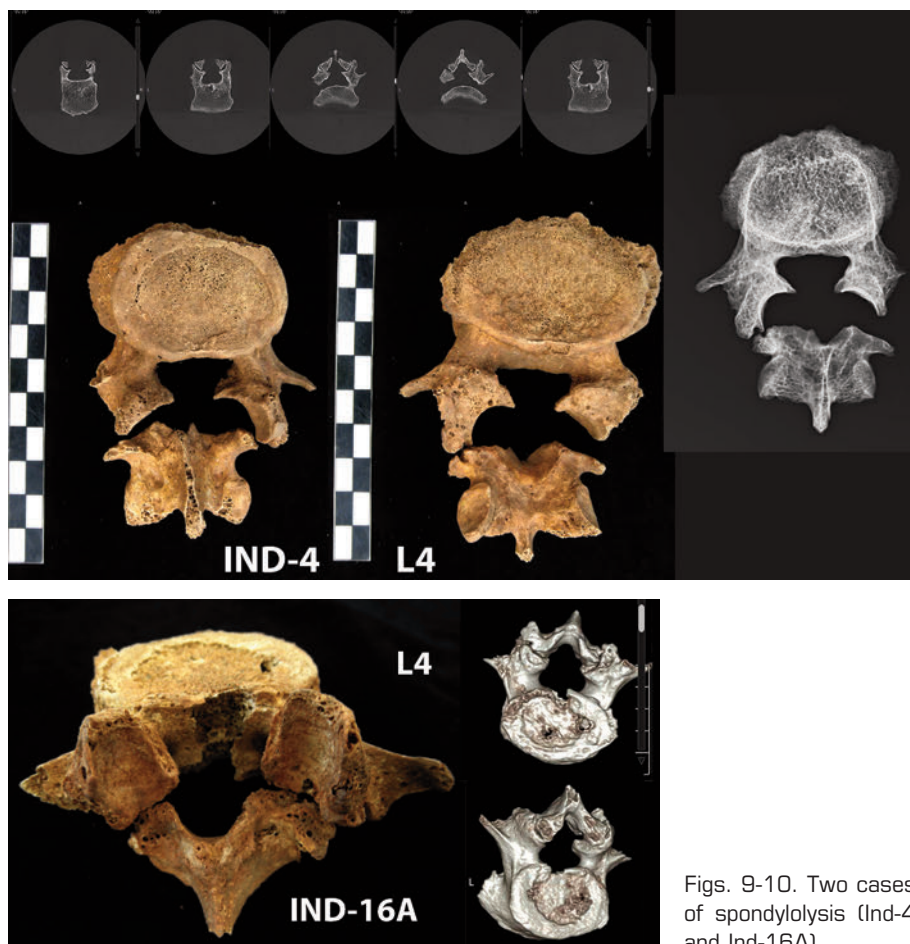 IND-4
L4
L4
IND-16A
L
Figs. 9-10. Two cases
of spondylolysis (Ind-4
and Ind-16A)